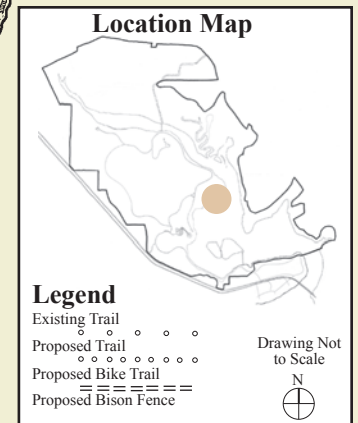 Location Map
Legend
Existing Trail
Proposed Trail
Proposed Bike Trail
Proposed Bison Fence
Drawing Not
to Scale
N